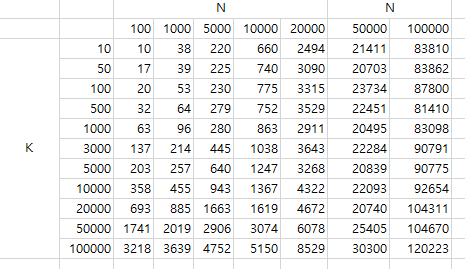 N N
100 1000 5000 10000 20000 50000 100000
10 10 38 220 660 2494 21411 83810
50 17 39 225 740 3090 20703 83862
100 20 53 230 775 3315 23734 87800
500 32 64 279 752 3529 22451 81410
1000 63 96 280 863 2911 20495 83098
K 3000 137 214 445 1038 3643 22284 90791
5000 203 257 640 1247 3268 20839 90775
10000 358 455 943 1367 4322 22093 92654
20000 693 885 1663 1619 4672 20740 104311
50000 1741 2019 2906 3074 6078 25405 104670
100000 3218 3639 4752 5150 8529 30300 120223